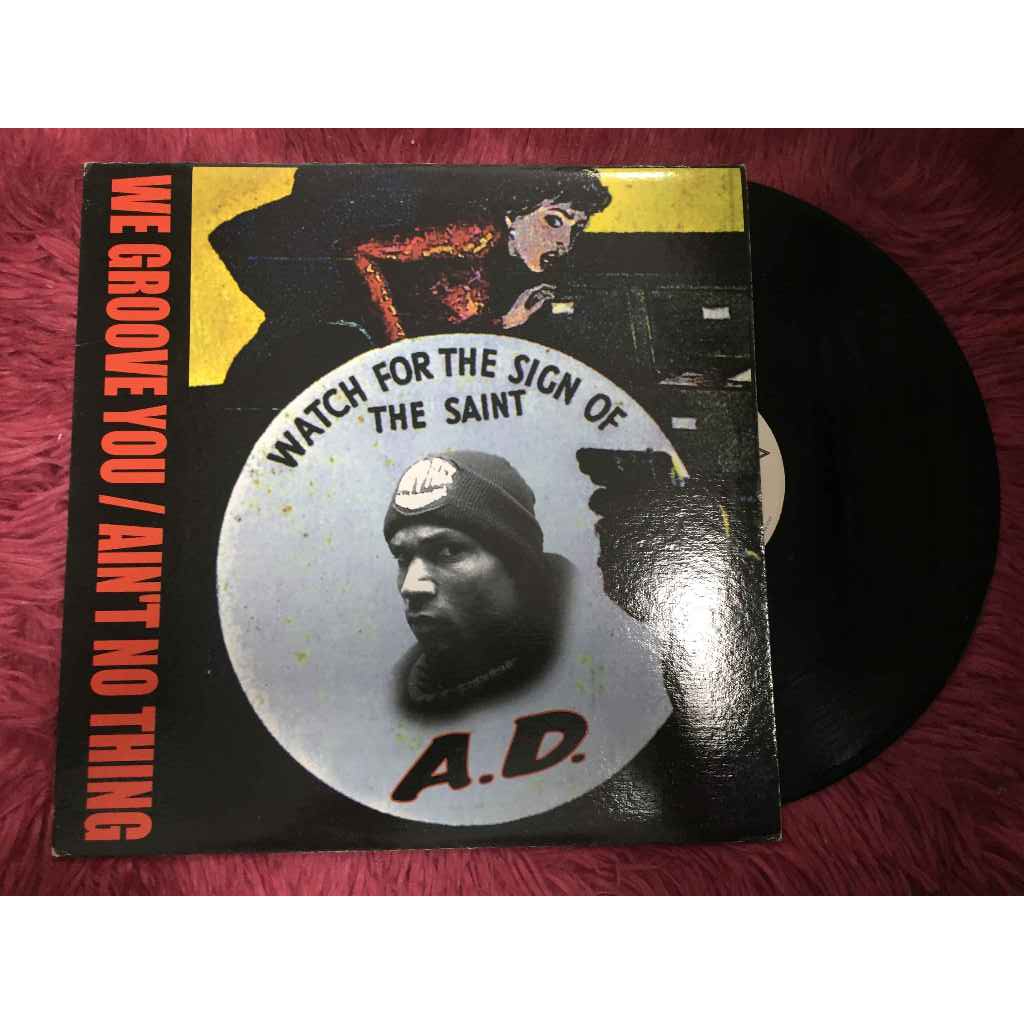 WE GROOVE YOU / AIN'T NO THING
WATCH FOR THE SIGN OF
THE SAINT
A.D.
A